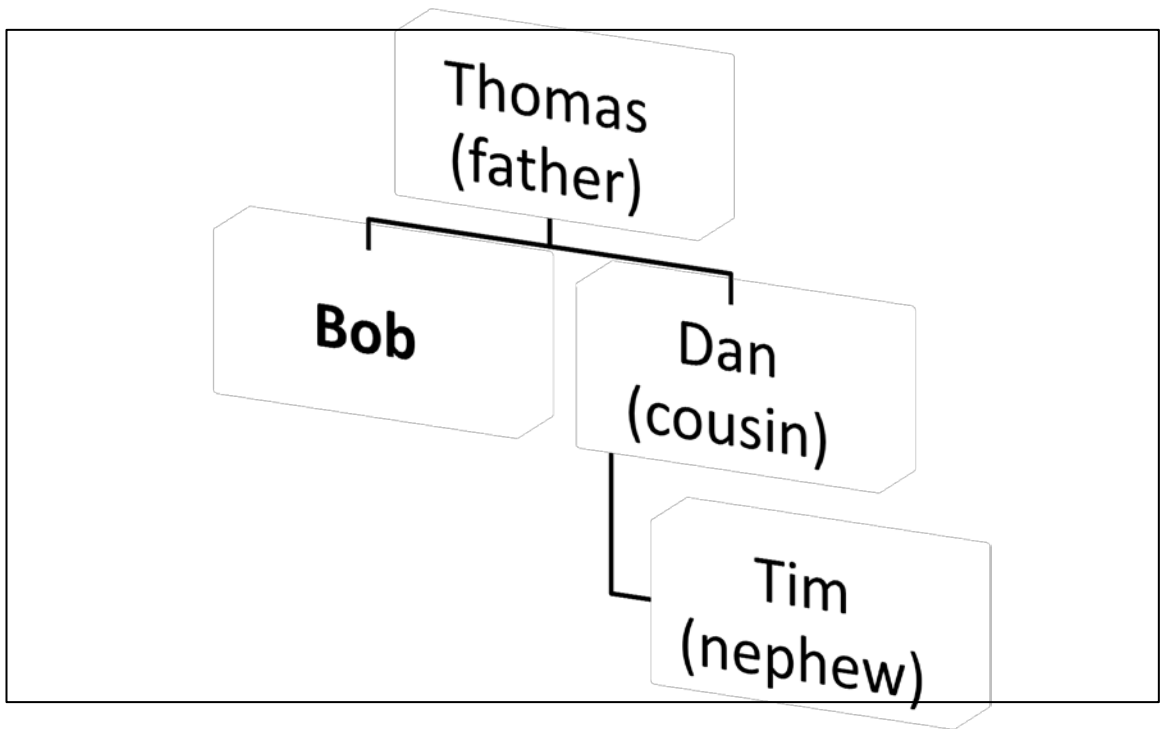 Thomas
(father)
Bob
Dan
(cousin)
Tim
(nephew)